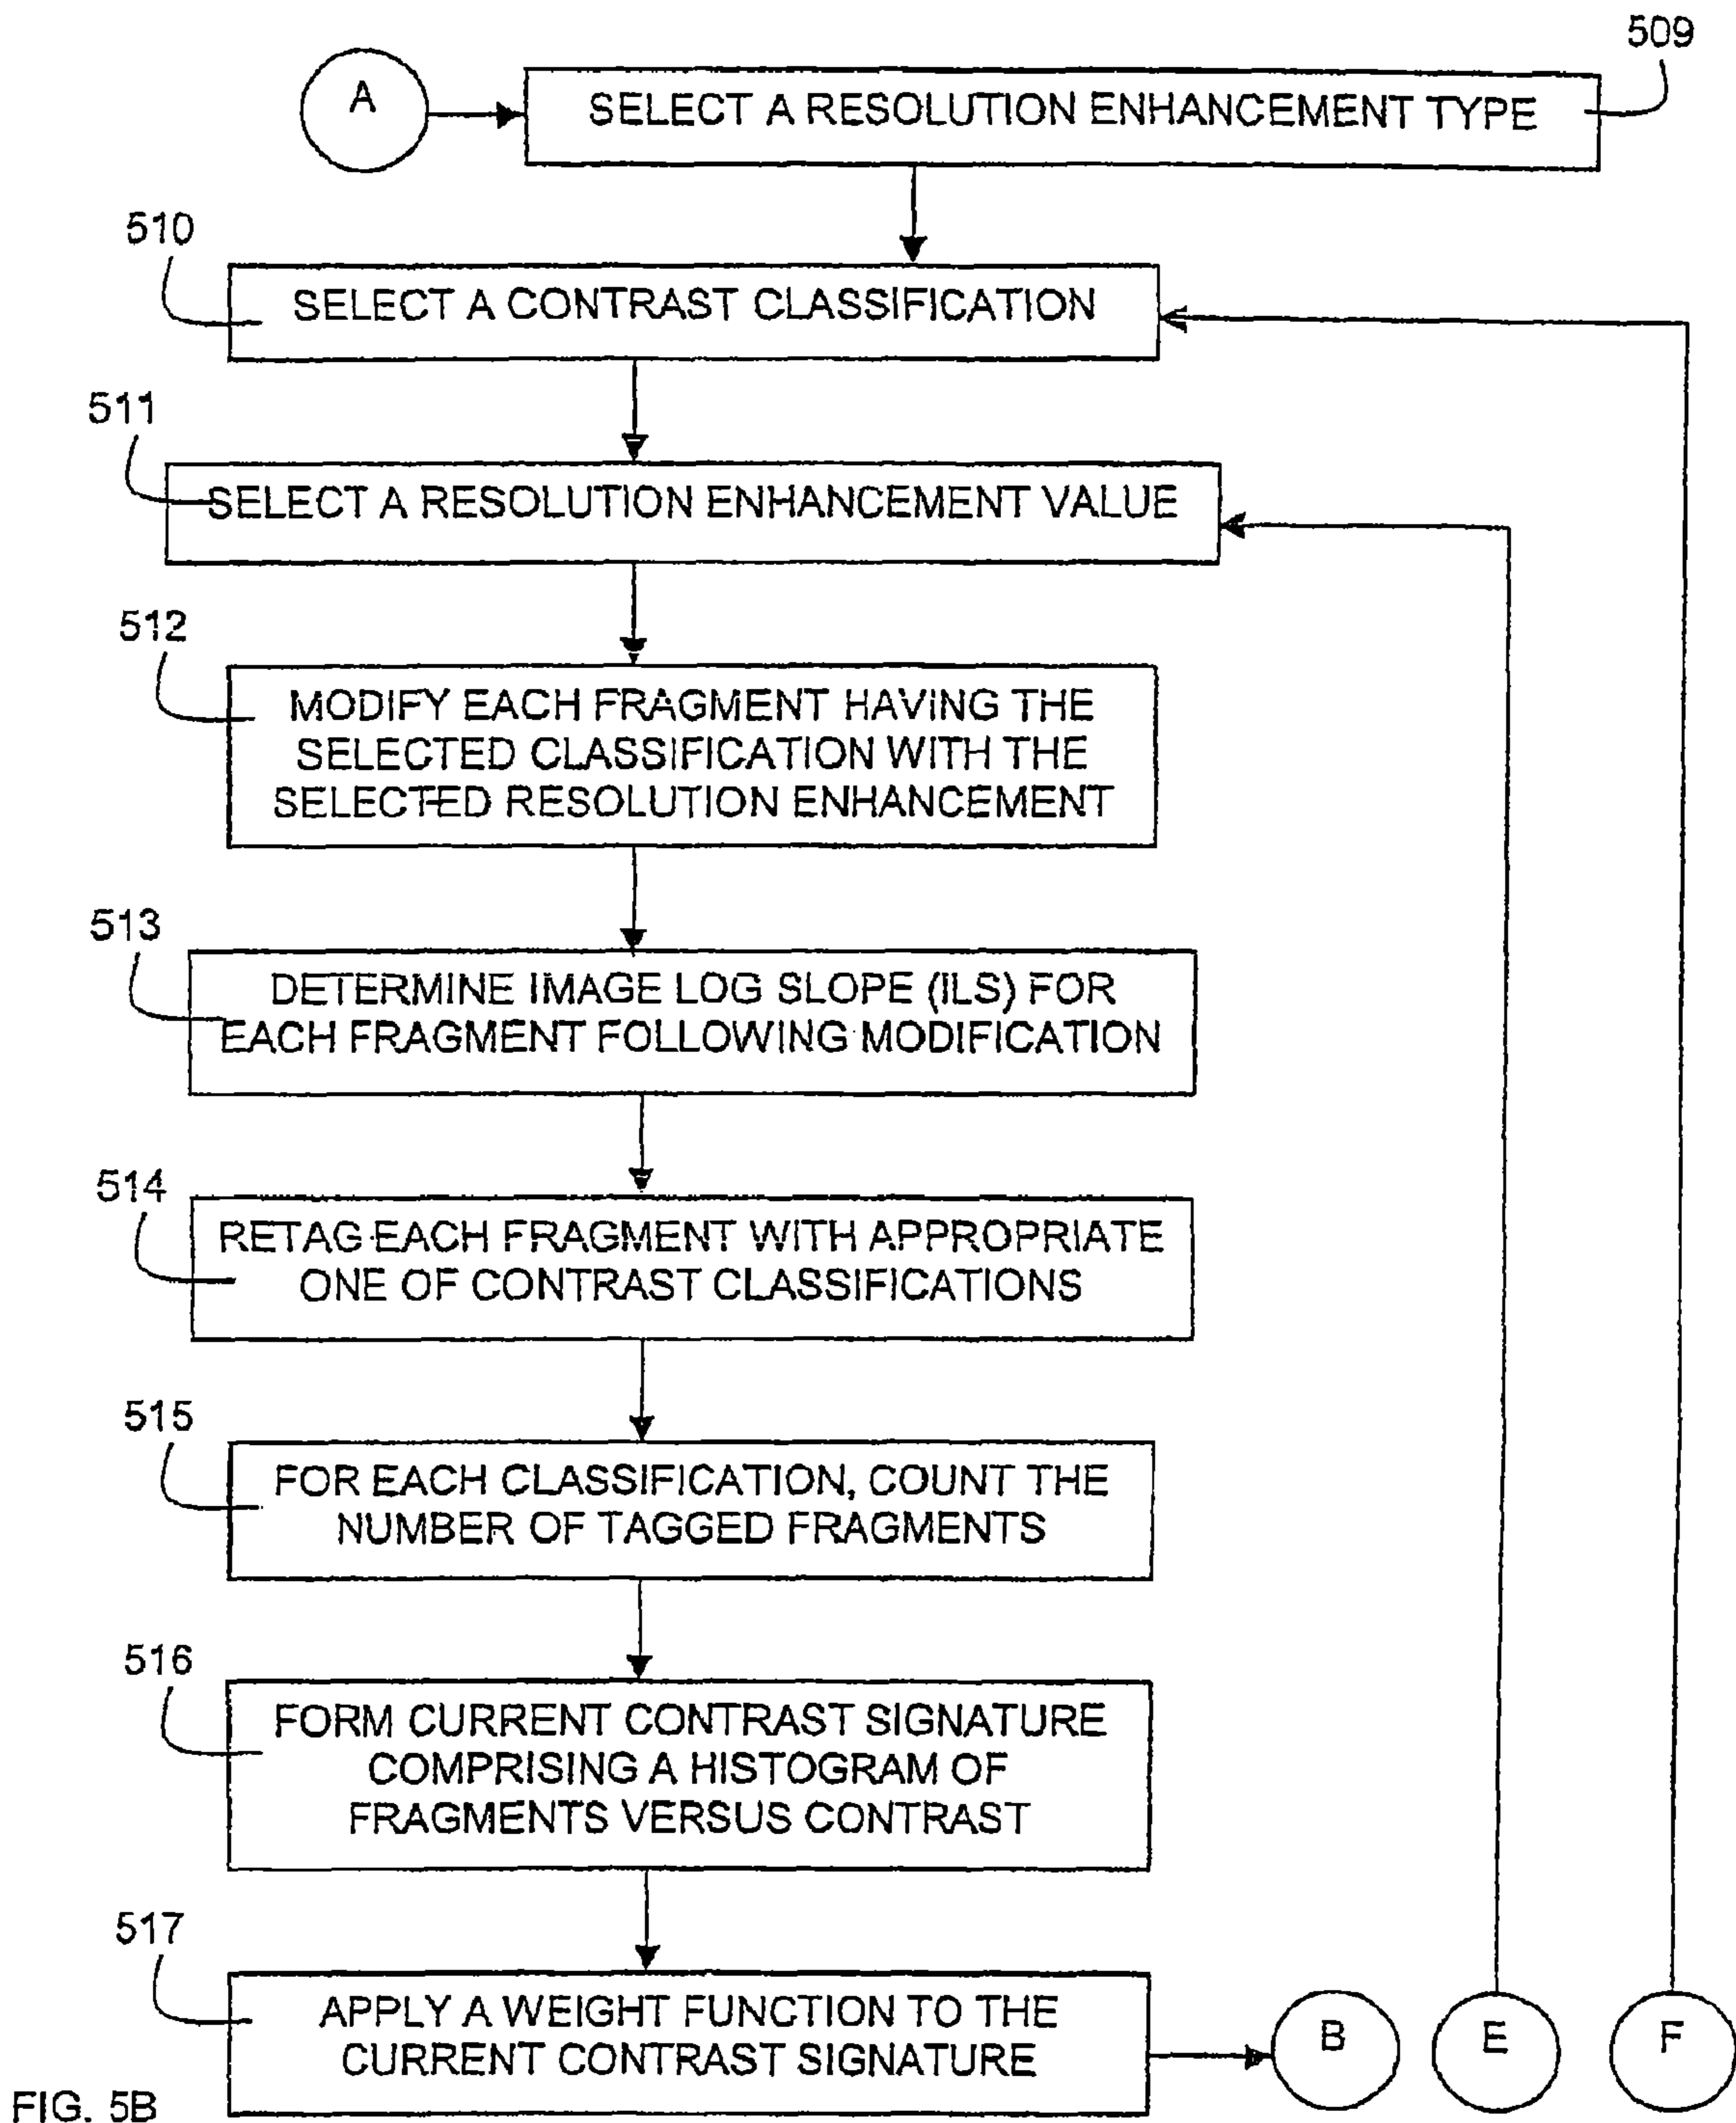 509
A
SELECT A RESOLUTION ENHANCEMENT TYPE
510
SELECT A CONTRAST CLASSIFICATION
511
SELECT A RESOLUTION ENHANCEMENT VALUE
512
MODIFY EACH FRAGMENT HAVING THE
SELECTED CLASSIFICATION WITH THE
SELECTED RESOLUTION ENHANCEMENT
513
DETERMINE IMAGE LOG SLOPE (ILS) FOR
EACH FRAGMENT FOLLOWING MODIFICATION
514
RETAG EACH FRAGMENT WITH APPROPRIATE
ONE OF CONTRAST CLASSIFICATIONS
515
FOR EACH CLASSIFICATION, COUNT THE
NUMBER OF TAGGED FRAGMENTS
516
FORM CURRENT CONTRAST SIGNATURE
COMPRISING A HISTOGRAM OF
FRAGMENTS VERSUS CONTRAST
517
APPLY A WEIGHT FUNCTION TO THE
CURRENT CONTRAST SIGNATURE
B
E
F
FIG. 5B